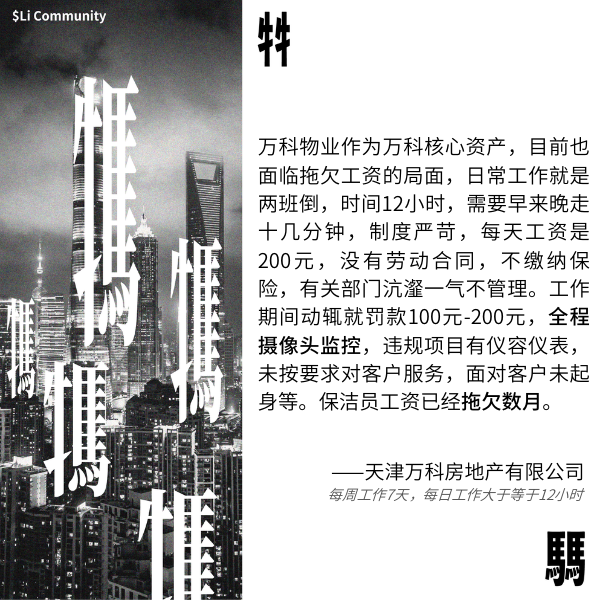 $Li Community
牪
万科物业作为万科核心资产，目前也
面临拖欠工资的局面，日常工作就是
两班倒，时间12小时，需要早来晚走
十几分钟，制度严苛，每天工资是
200元，没有劳动合同，不缴纳保
险，有关部门沆瀣一气不管理。工作
期间动辄就罚款100元-200元，全程
摄像头监控，违规项目有仪容仪表，
未按要求对客户服务，面对客户未起
身等。保洁员工资已经拖欠数月。
——天津万科房地产有限公司
每周工作7天，每日工作大于等于12小时
騳